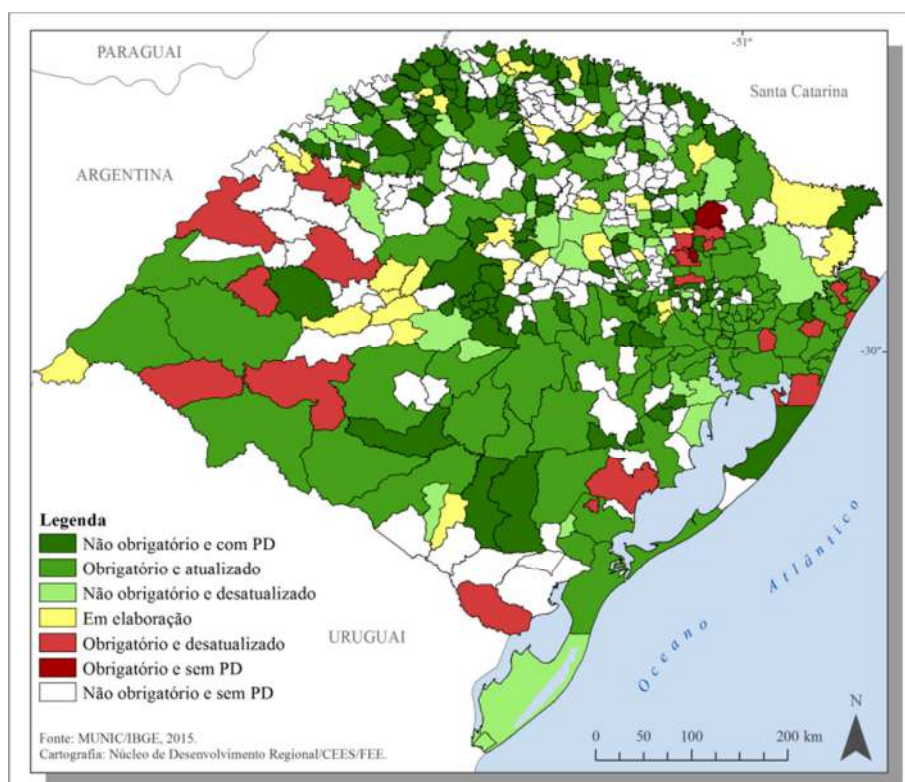 PARAGUAI
-51°
Santa Catarina
ARGENTINA
-30°
Legenda
Não obrigatório e com PD
Obrigatório e atualizado
Não obrigatório e desatualizado
Em elaboração
Obrigatório e desatualizado
Obrigatório e sem PD
Não obrigatório e sem PD
URUGUAI
Oceano Atlântico
N
0 50 100 200 km
Fonte: MUNIC/IBGE, 2015.
Cartografia: Núcleo de Desenvolvimento Regional/CEES/FEE.